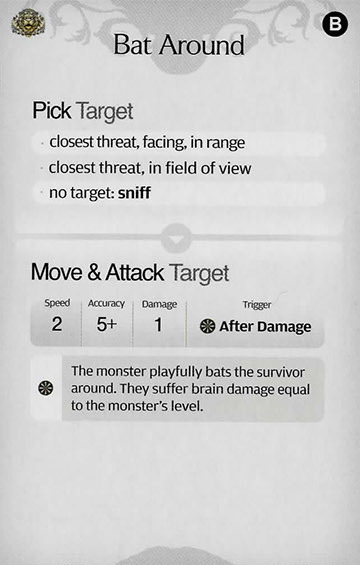 B
Bat Around
Pick Target
· closest threat, facing, in range
· closest threat, in field of view
· no target: sniff
Move & Attack Target
Speed Accuracy Damage Trigger
2 5+ 1 After Damage
The monster playfully bats the survivor
around. They suffer brain damage equal
to the monster's level.